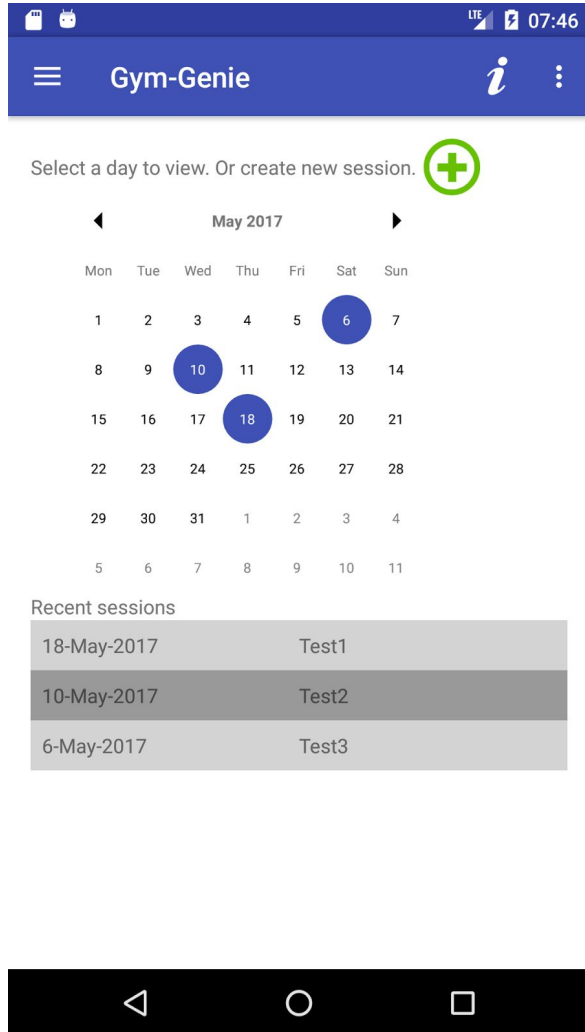 LTE 07:46
Gym-Genie i
Select a day to view. Or create new session.
May 2017
Mon Tue Wed Thu Fri Sat Sun
1 2 3 4 5 6 7
8 9 10 11 12 13 14
15 16 17 18 19 20 21
22 23 24 25 26 27 28
29 30 31 1 2 3 4
5 6 7 8 9 10 11
Recent sessions
18-May-2017 Test1
10-May-2017 Test2
6-May-2017 Test3